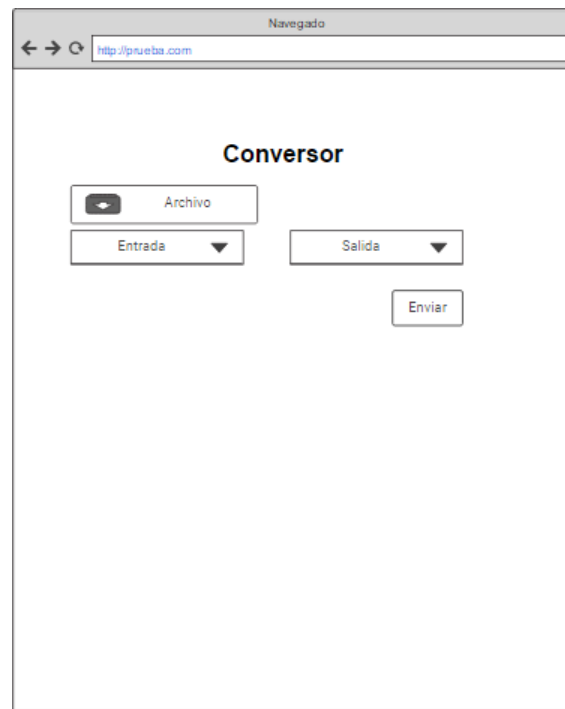 Navegado
http://prueba.com
Conversor
Archivo
Entrada
Salida
Enviar